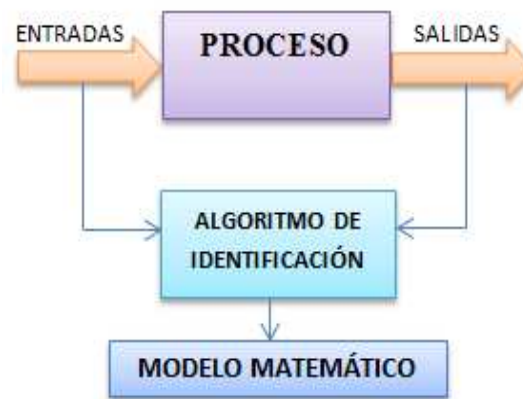 ENTRADAS
PROCESO
SALIDAS
ALGORITMO DE
IDENTIFICACIÓN
MODELO MATEMÁTICO